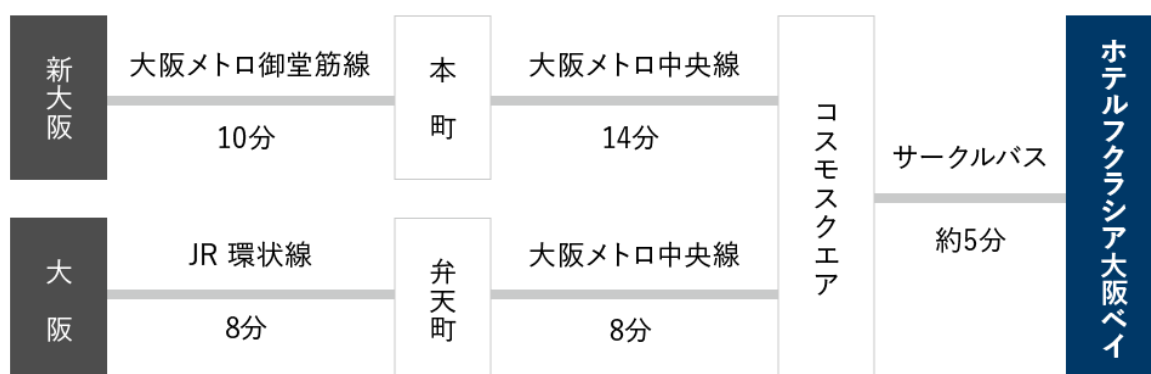 新大阪
大阪メトロ御堂筋線
10分
本町
大阪メトロ中央線
14分
大阪
JR 環状線
8分
弁天町
大阪メトロ中央線
8分
コスモスクエア
サークルバス
約5分
ホテルフクラシア大阪ベイ